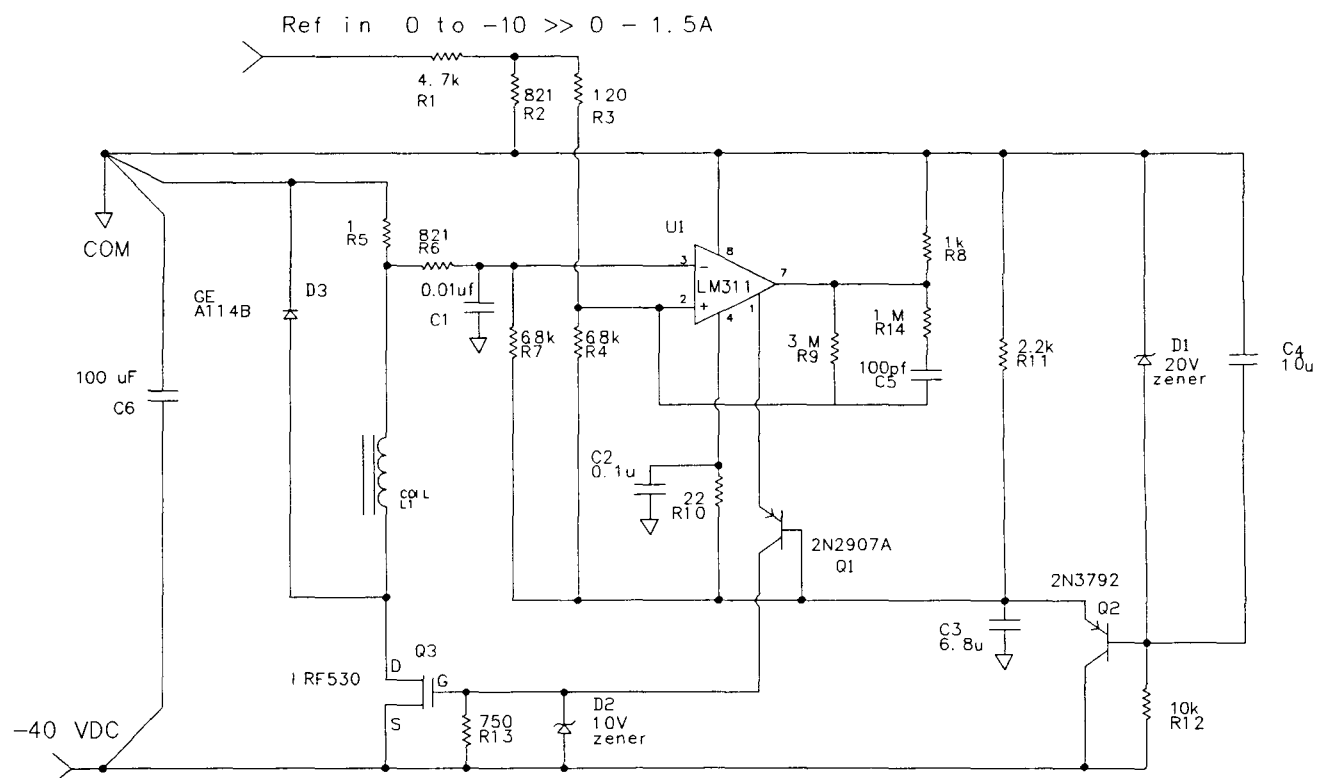 Ref in 0 to -10 >> 0 - 1.5A
4.7k
R1
821
R2
120
R3
COM
1
R5
821
R6
U1
3
-
8
LM311
7
2
+
1
4
1k
R8
0.01uf
C1
GE
A114B
D3
68k
R7
68k
R4
3 M
R9
1 M
R14
100pf
C5
2.2k
R11
D1
20V
zener
C4
10u
100 uF
C6
COIL
L1
C2
0.1u
22
R10
2N2907A
Q1
2N3792
Q2
C3
6.8u
Q3
D
G
S
IRF530
750
R13
D2
10V
zener
10k
R12
-40 VDC